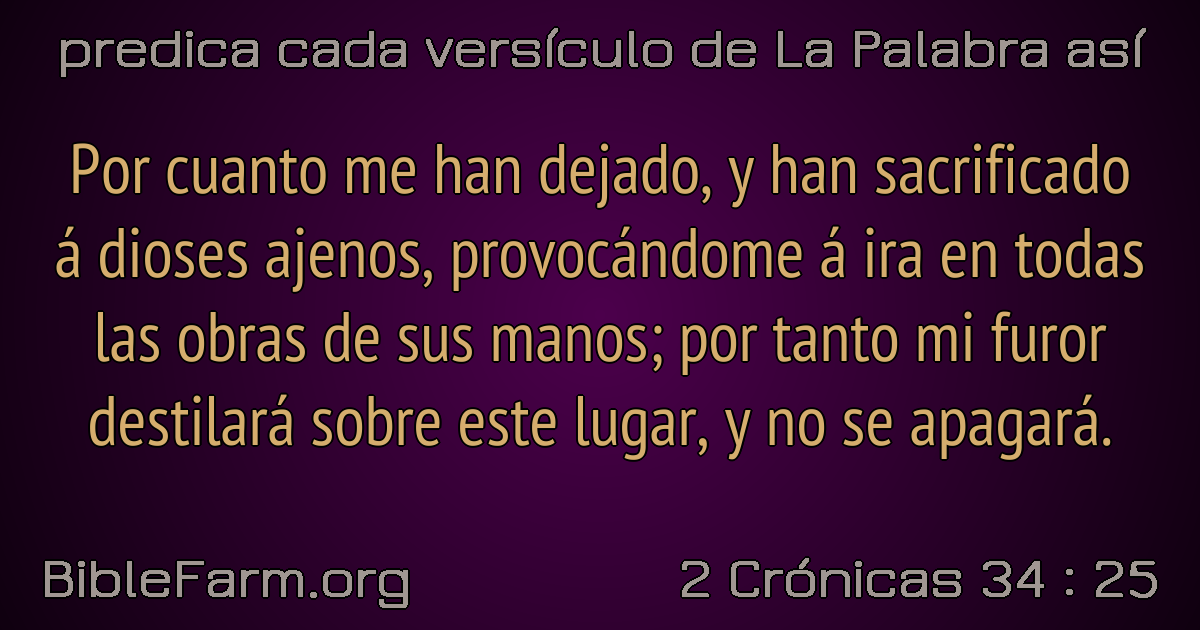 predica cada versículo de La Palabra así
Por cuanto me han dejado, y han sacrificado
á dioses ajenos, provocándome á ira en todas
las obras de sus manos; por tanto mi furor
destilará sobre este lugar, y no se apagará.
BibleFarm.org
2 Crónicas 34 : 25